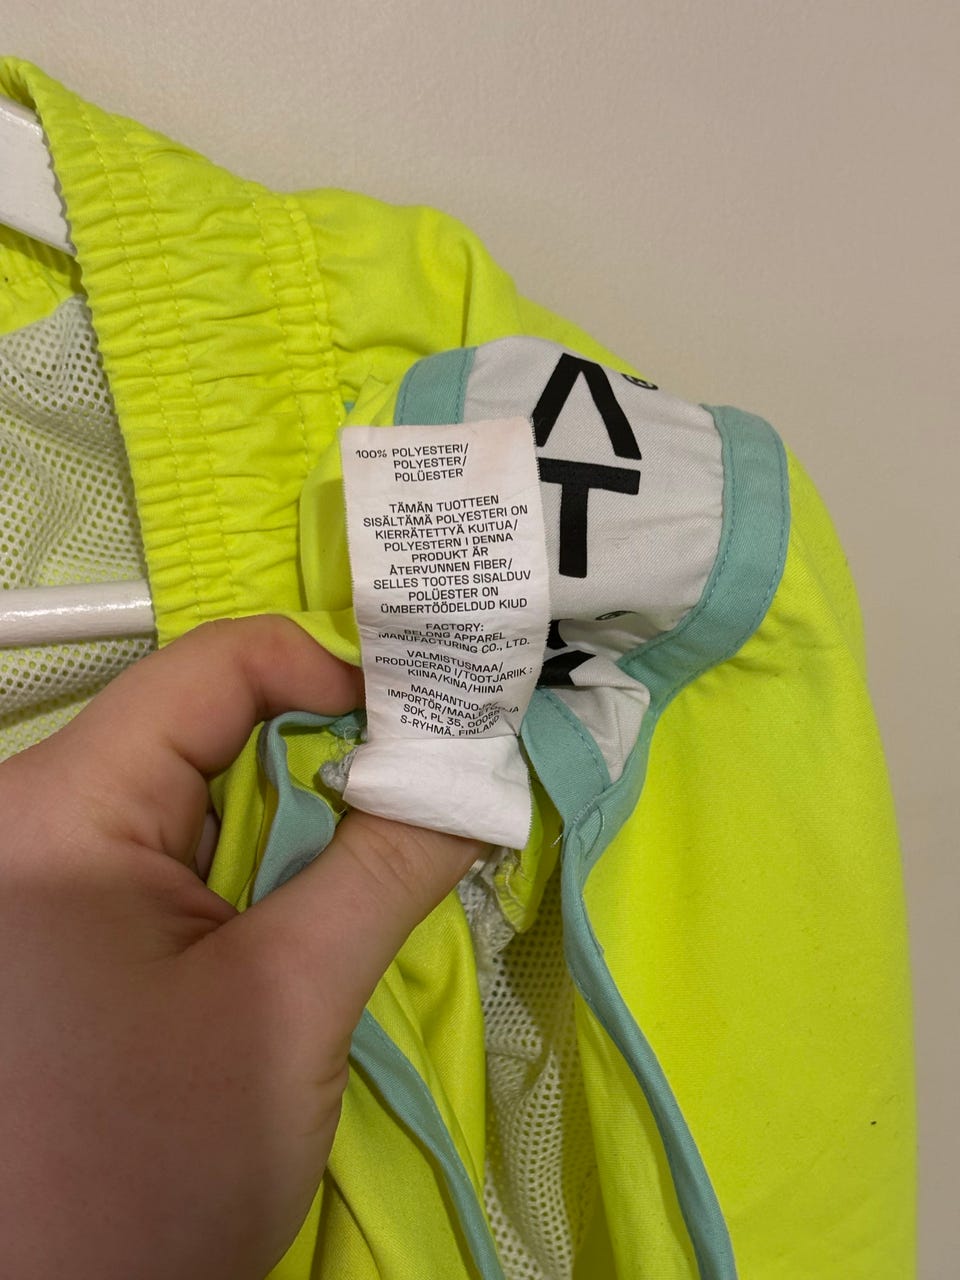 100% POLYESTERI/
POLYESTER/
POLÜESTER
TÄMÄN TUOTTEEN
SISÄLTÄMÄ POLYESTERI ON
KIERRÄTETTYÄ KUITUA/
POLYESTERN I DENNA
PRODUKT ÄR
ÅTERVUNNEN FIBER/
SELLES TOOTES SISALDUV
POLÜESTER ON
ÜMBERTÖÖDELDUD KIUD
FACTORY:
BELONG APPAREL
MANUFACTURING CO., LTD.
VALMISTUSMAA/
PRODUCERAD I/TOOTJARIIK:
KIINA/KINA/HIINA
MAAHANTUOJA/
IMPORTÖR/
SOK, PL 35,
S-RYHMÄ, FINLAND